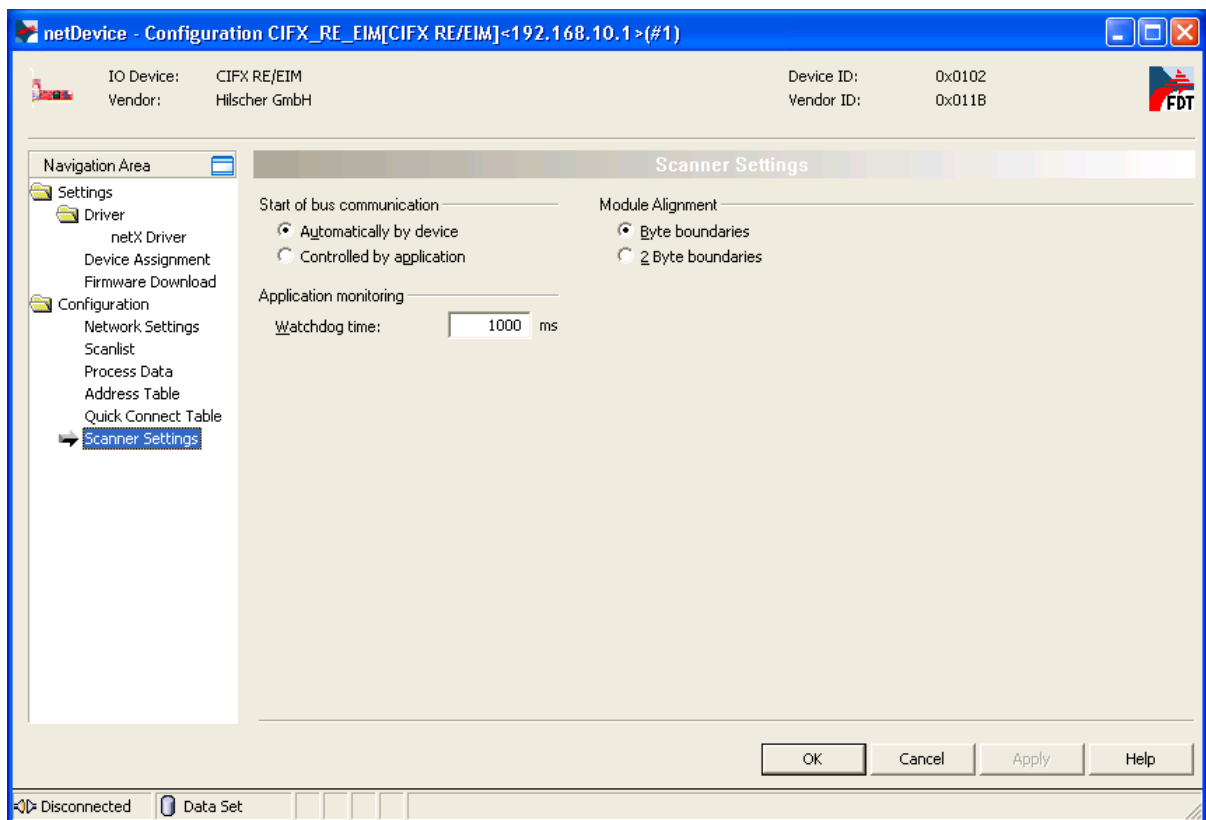 netDevice - Configuration CIFX_RE_EIM[CIFX RE/EIM]<192.168.10.1>(#1)
IO Device: CIFX RE/EIM Device ID: 0x0102
Vendor: Hilscher GmbH Vendor ID: 0x011B
FDT
Navigation Area
Settings
Driver
netX Driver
Device Assignment
Firmware Download
Configuration
Network Settings
Scanlist
Process Data
Address Table
Quick Connect Table
Scanner Settings
Scanner Settings
Start of bus communication
Automatically by device
Controlled by application
Module Alignment
Byte boundaries
2 Byte boundaries
Application monitoring
Watchdog time: 1000 ms
OK Cancel Apply Help
Disconnected Data Set